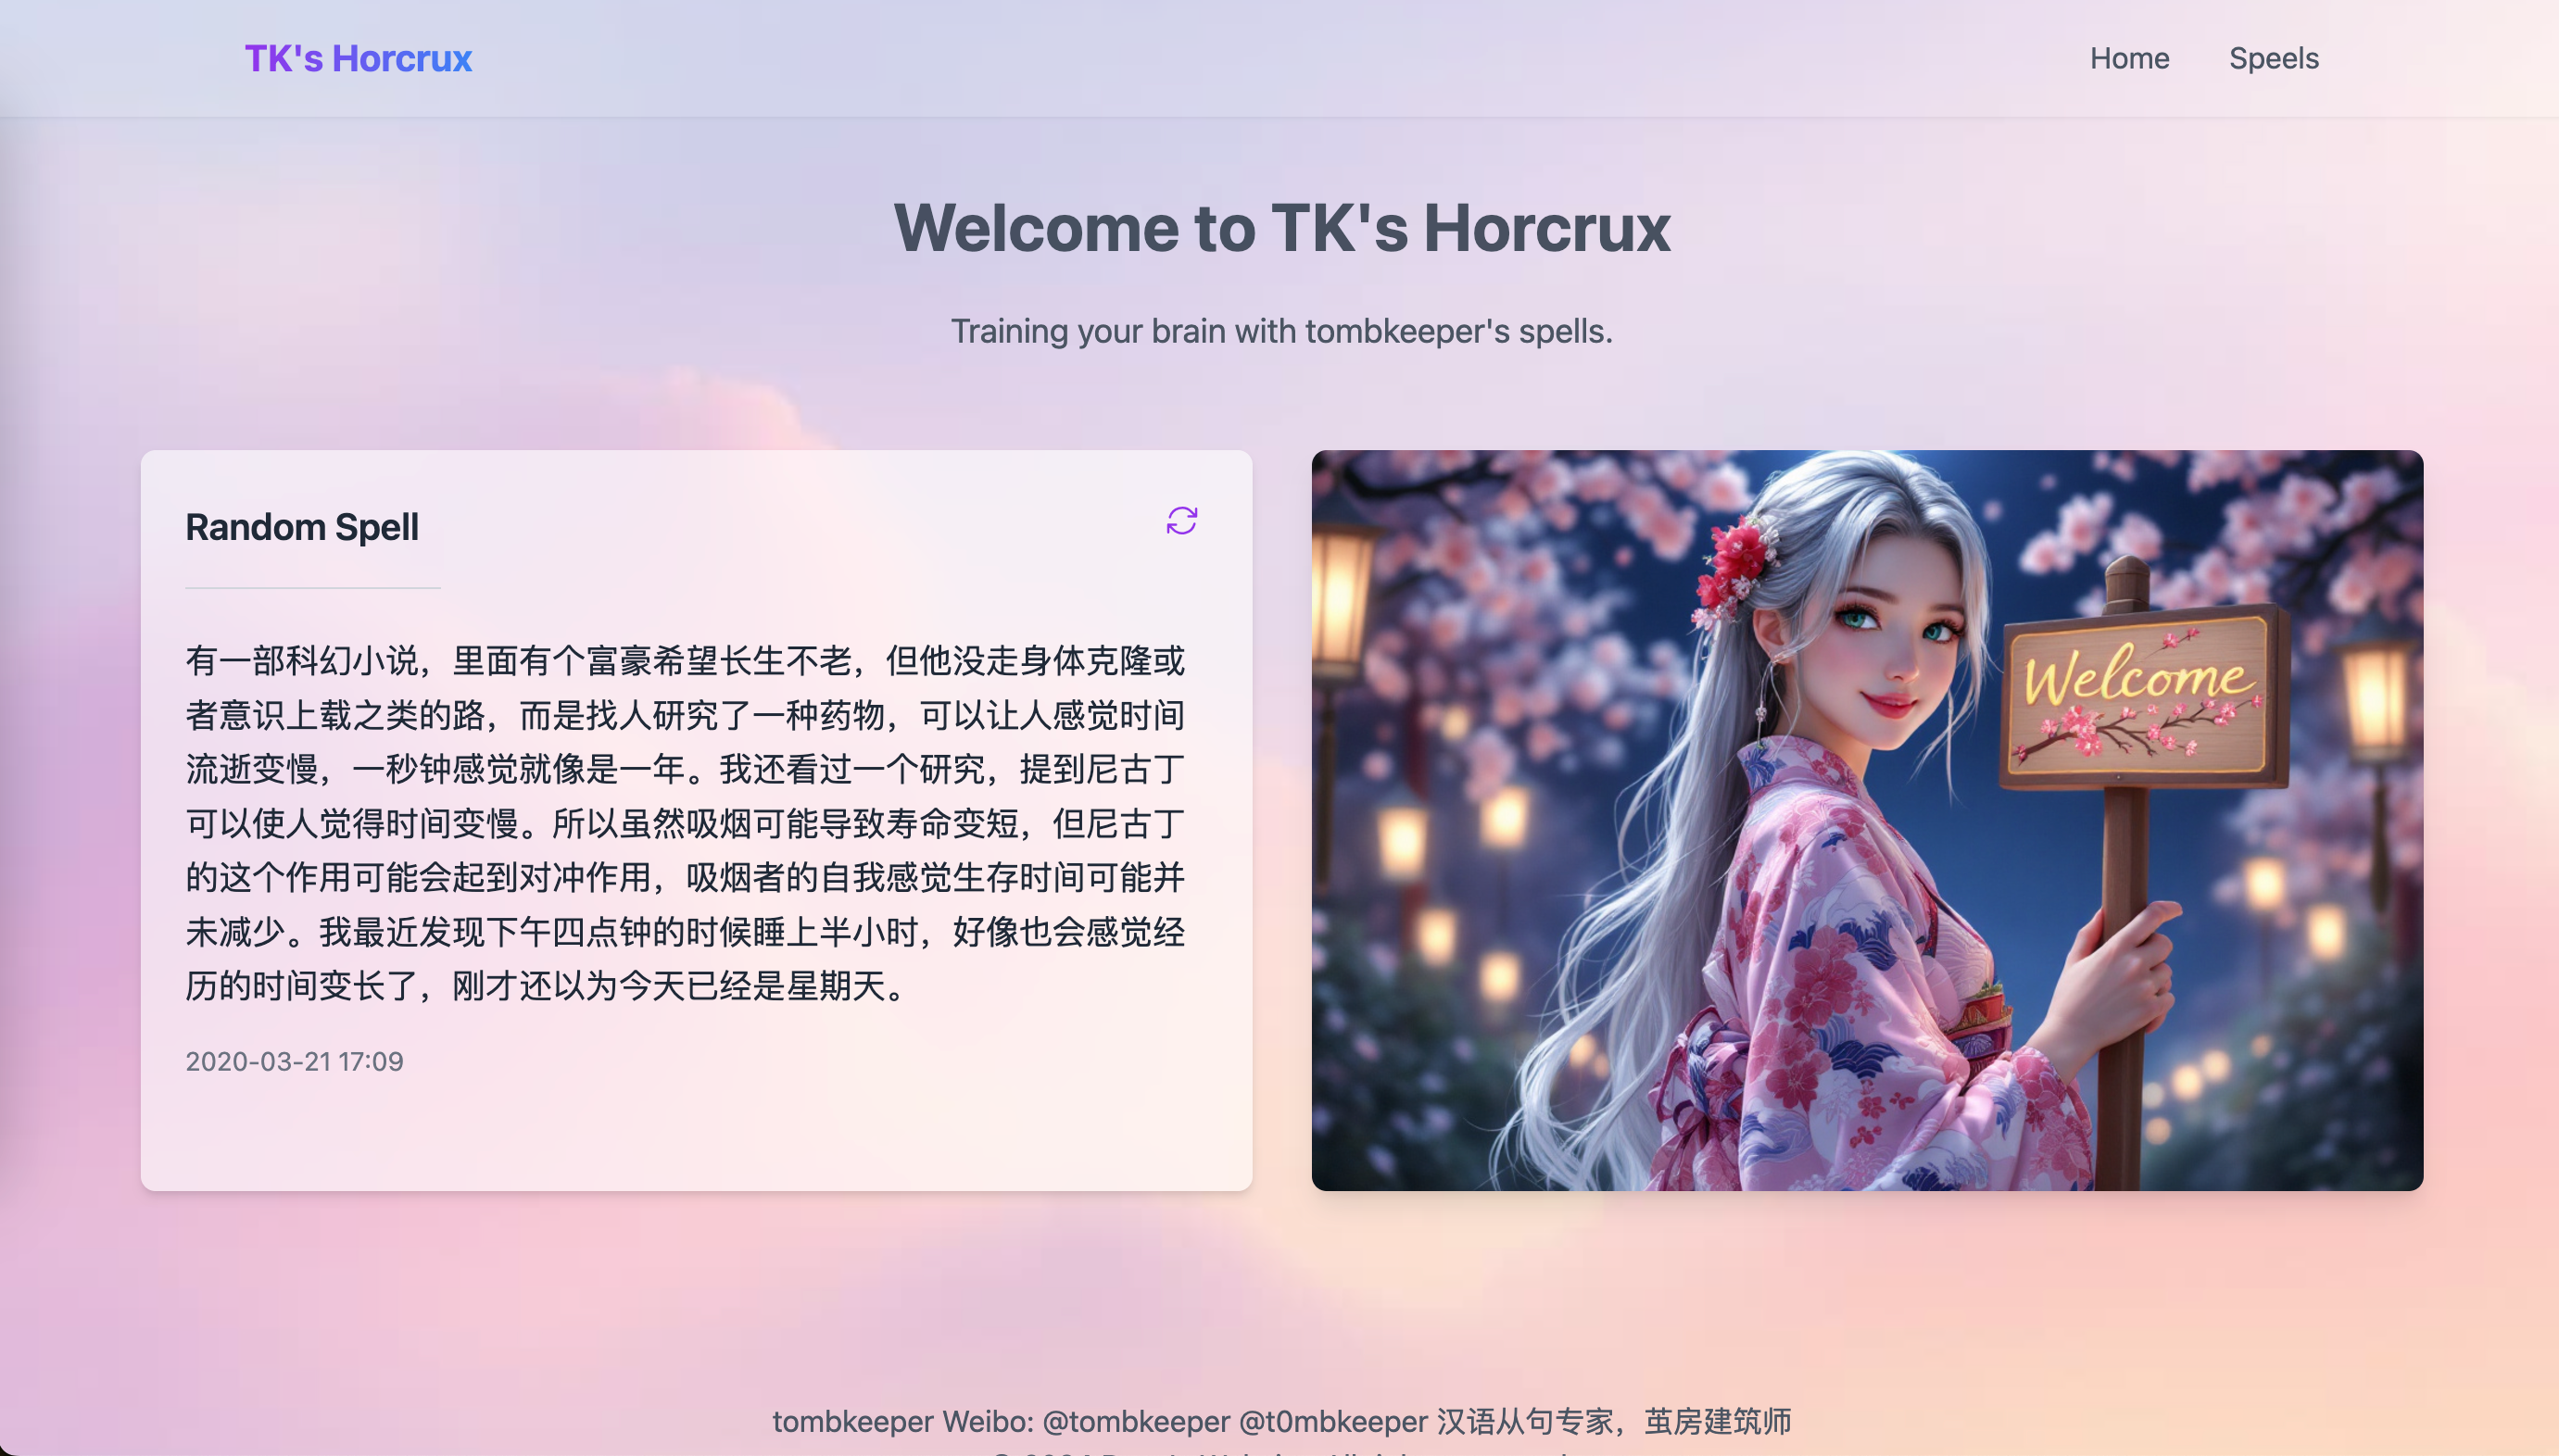 TK's Horcrux
Home
Speels
Welcome to TK's Horcrux
Training your brain with tombkeeper's spells.
Random Spell
有一部科幻小说，里面有个富豪希望长生不老，但他没走身体克隆或
者意识上载之类的路，而是找人研究了一种药物，可以让人感觉时间
流逝变慢，一秒钟感觉就像是一年。我还看过一个研究，提到尼古丁
可以使人觉得时间变慢。所以虽然吸烟可能导致寿命变短，但尼古丁
的这个作用可能会起到对冲作用，吸烟者的自我感觉生存时间可能并
未减少。我最近发现下午四点钟的时候睡上半小时，好像也会感觉经
历的时间变长了，刚才还以为今天已经是星期天。
2020-03-21 17:09
Welcome
tombkeeper Weibo: @tombkeeper @t0mbkeeper 汉语从句专家，茧房建筑师